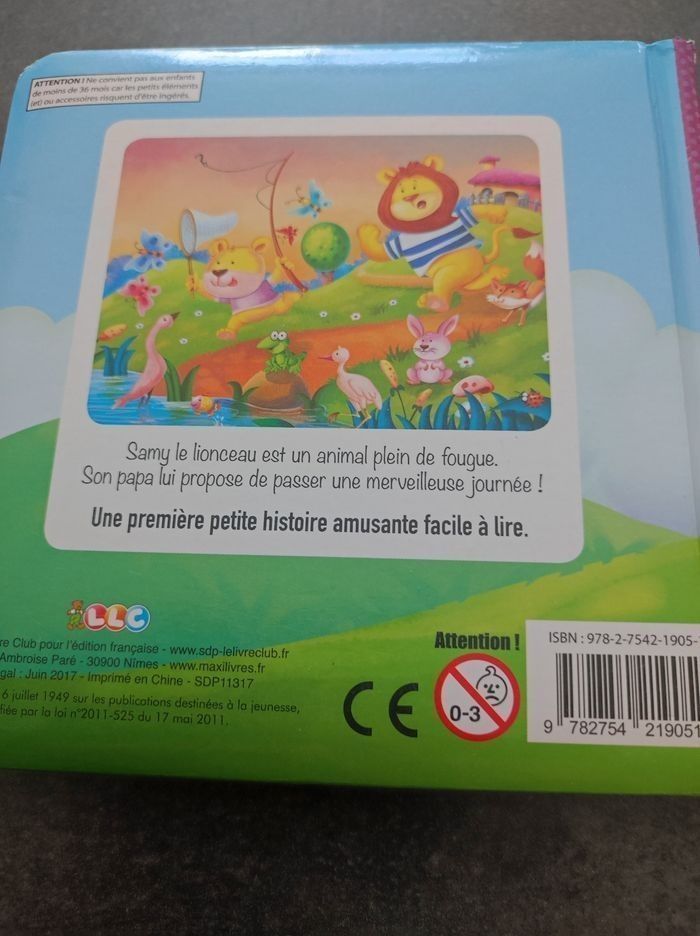 ATTENTION ! Ne convient pas aux enfants
de moins de 36 mois car les petits éléments
(et) ou accessoires risquent d'être ingérés.
Samy le lionceau est un animal plein de fougue.
Son papa lui propose de passer une merveilleuse journée !
Une première petite histoire amusante facile à lire.
LLC
re Club pour l'édition française - www.sdp-lelivreclub.fr
Ambroise Paré - 30900 Nîmes - www.maxilivres.fr
gal : Juin 2017 - Imprimé en Chine - SDP11317
6 juillet 1949 sur les publications destinées à la jeunesse,
fiée par la loi n°2011-525 du 17 mai 2011.
CE
Attention !
0-3
ISBN : 978-2-7542-1905-
9 782754 219051